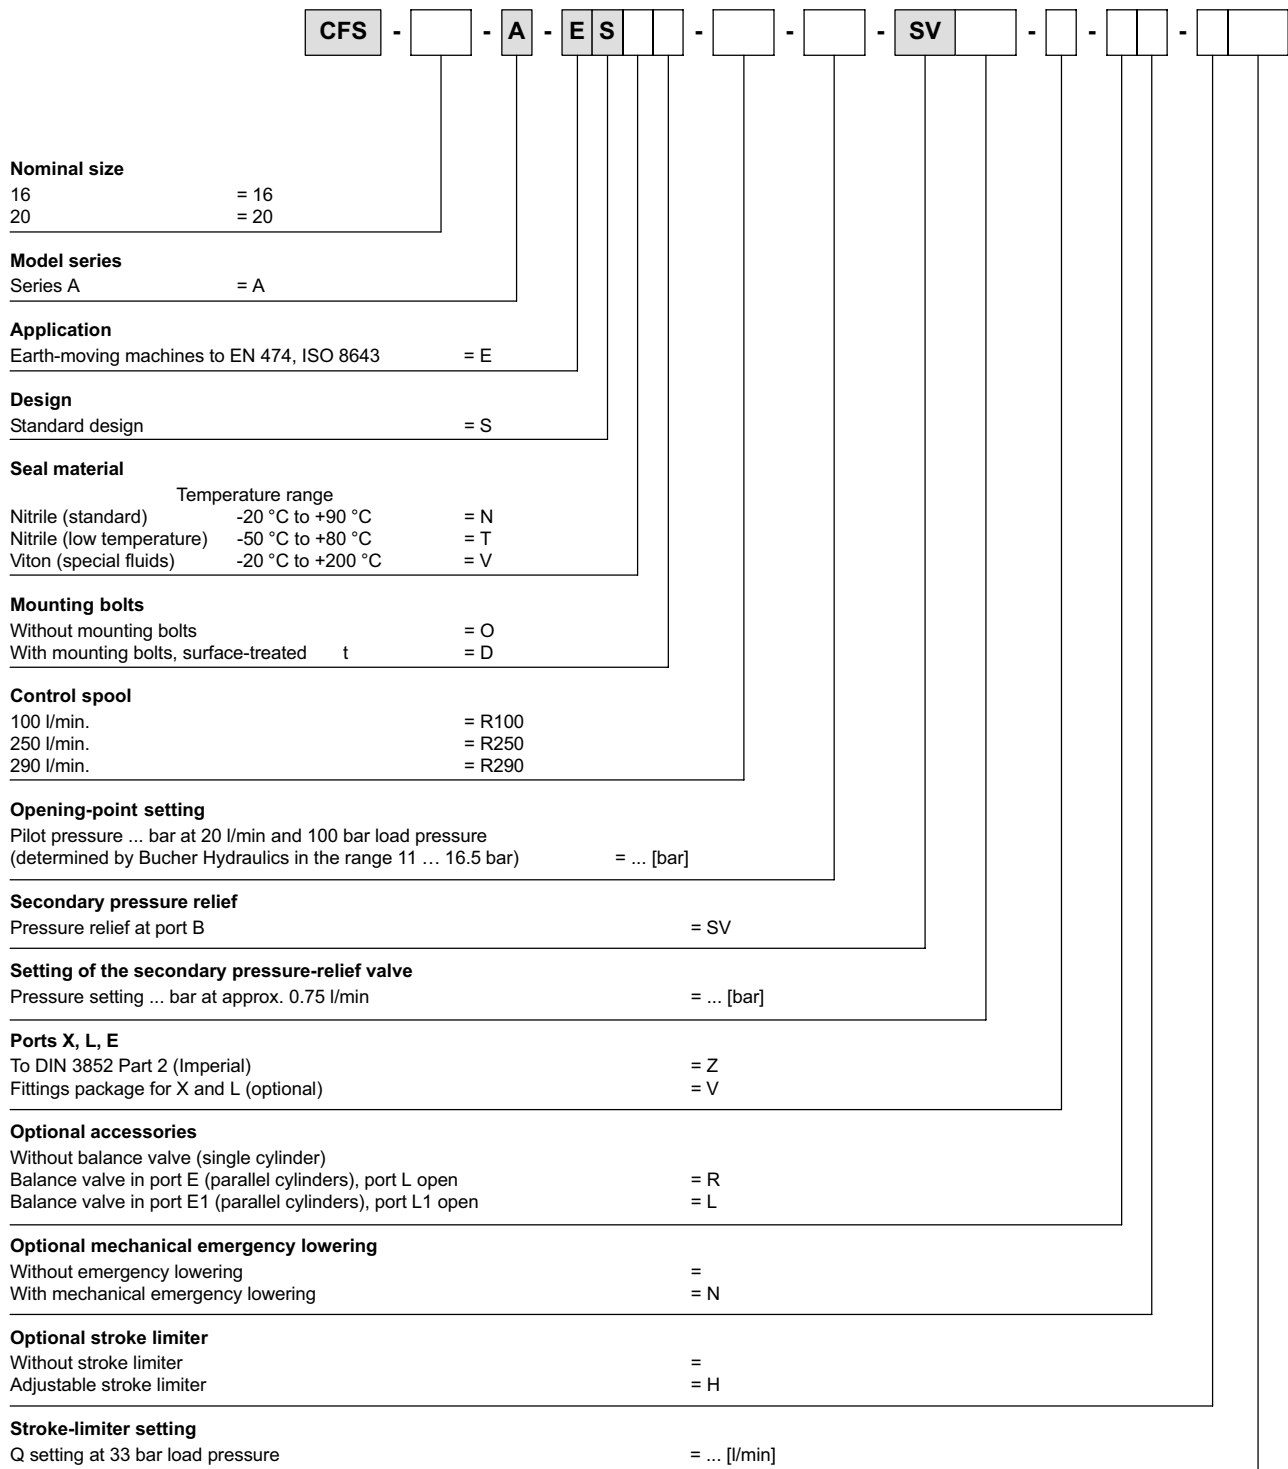 CFS - - A - E S - - - SV - - -
Nominal size
16 = 16
20 = 20
Model series
Series A = A
Application
Earth-moving machines to EN 474, ISO 8643 = E
Design
Standard design = S
Seal material
Temperature range
Nitrile (standard) -20 °C to +90 °C = N
Nitrile (low temperature) -50 °C to +80 °C = T
Viton (special fluids) -20 °C to +200 °C = V
Mounting bolts
Without mounting bolts = O
With mounting bolts, surface-treated t = D
Control spool
100 l/min. = R100
250 l/min. = R250
290 l/min. = R290
Opening-point setting
Pilot pressure ... bar at 20 l/min and 100 bar load pressure
(determined by Bucher Hydraulics in the range 11 … 16.5 bar) = ... [bar]
Secondary pressure relief
Pressure relief at port B = SV
Setting of the secondary pressure-relief valve
Pressure setting ... bar at approx. 0.75 l/min = ... [bar]
Ports X, L, E
To DIN 3852 Part 2 (Imperial) = Z
Fittings package for X and L (optional) = V
Optional accessories
Without balance valve (single cylinder)
Balance valve in port E (parallel cylinders), port L open = R
Balance valve in port E1 (parallel cylinders), port L1 open = L
Optional mechanical emergency lowering
Without emergency lowering =
With mechanical emergency lowering = N
Optional stroke limiter
Without stroke limiter =
Adjustable stroke limiter = H
Stroke-limiter setting
Q setting at 33 bar load pressure = ... [l/min]